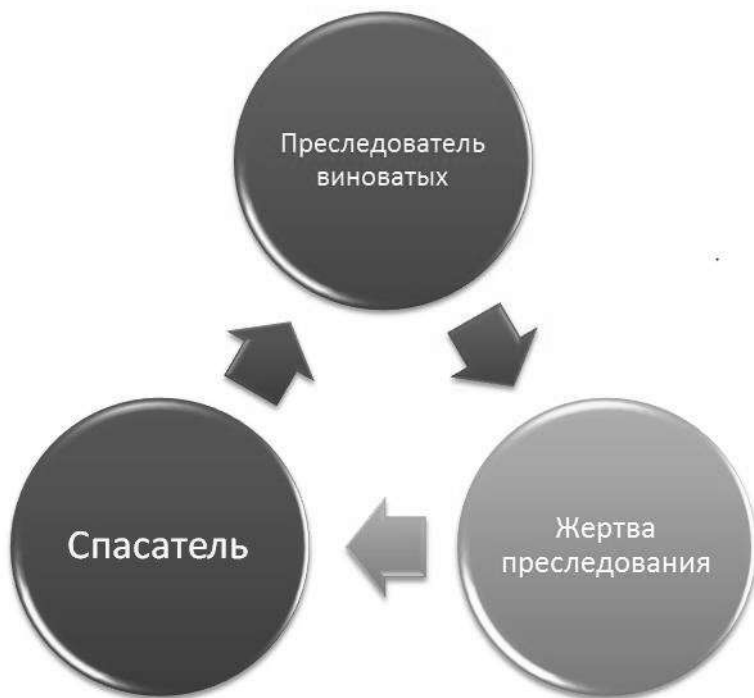 Преследователь
виноватых
Спасатель
Жертва
преследования